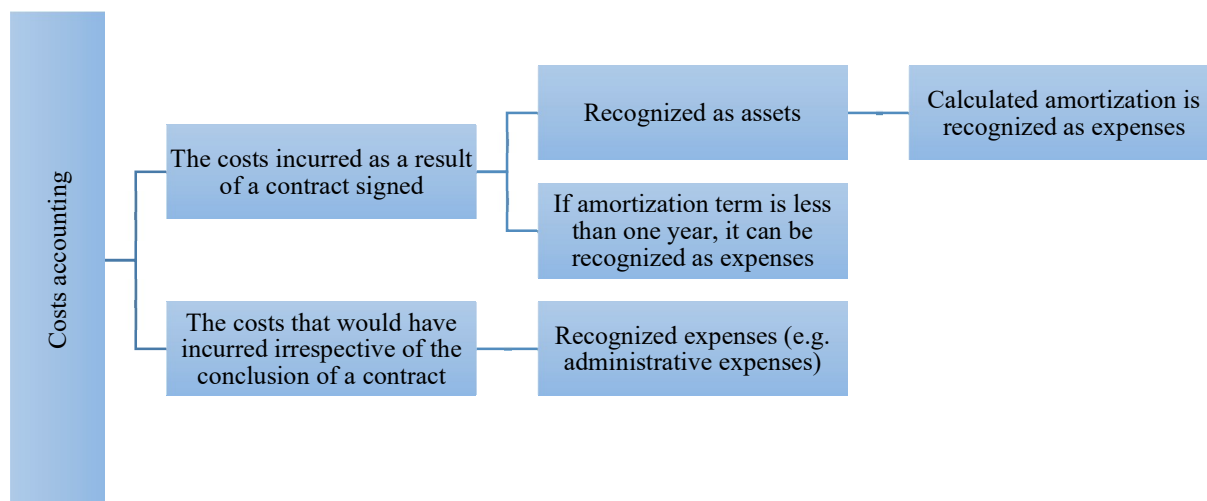 Costs accounting
The costs incurred as a result
of a contract signed
Recognized as assets
Calculated amortization is
recognized as expenses
If amortization term is less
than one year, it can be
recognized as expenses
The costs that would have
incurred irrespective of the
conclusion of a contract
Recognized expenses (e.g.
administrative expenses)